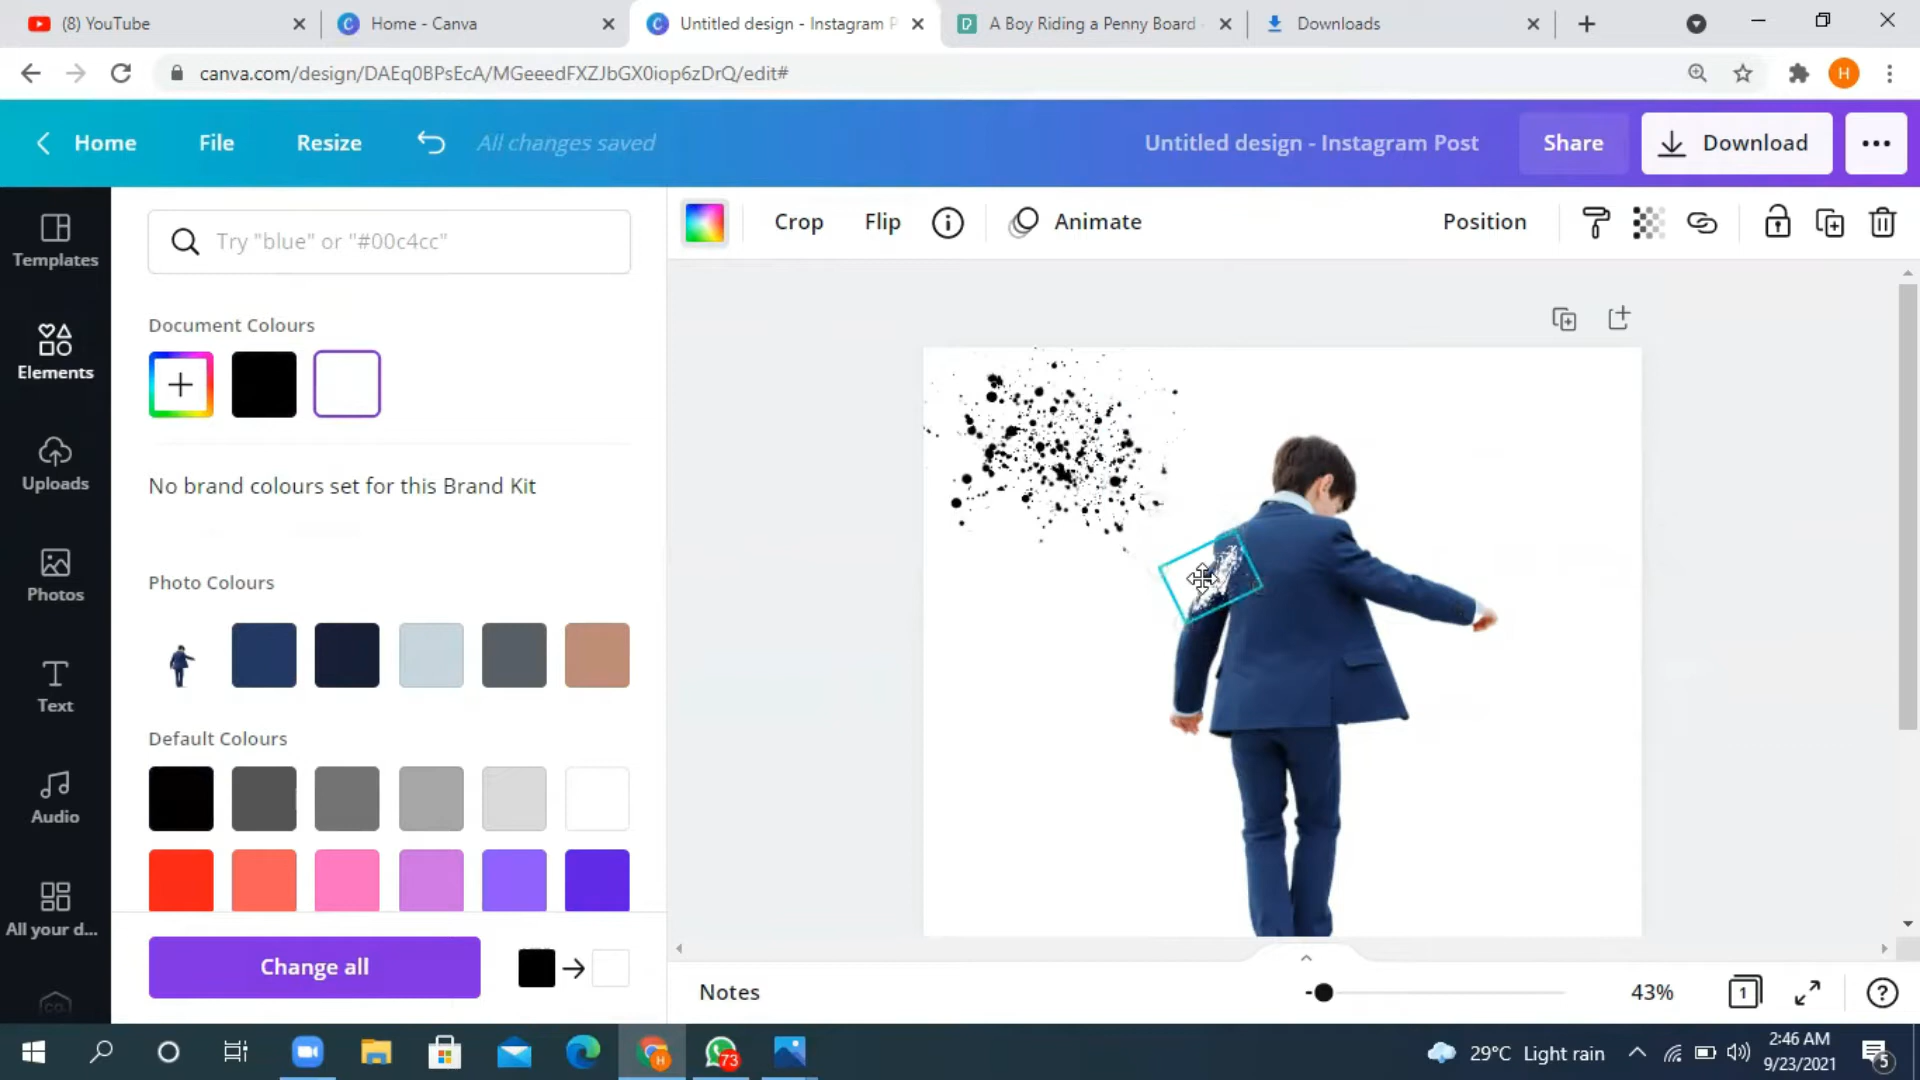 (8) YouTube
Home - Canva
Untitled design - Instagram P
A Boy Riding a Penny Board
Downloads
canva.com/design/DAEq0BPsEcA/MGeeedFXZJbGX0iop6zDrQ/edit#
H
Home
File
Resize
All changes saved
Untitled design - Instagram Post
Share
Download
Templates
Elements
Uploads
Photos
Text
Audio
All your d...
co.
Try "blue" or "#00c4cc"
Crop
Flip
Animate
Position
Document Colours
No brand colours set for this Brand Kit
Photo Colours
Default Colours
Change all
Notes
43%
1
73
29°C Light rain
2:46 AM
9/23/2021
5